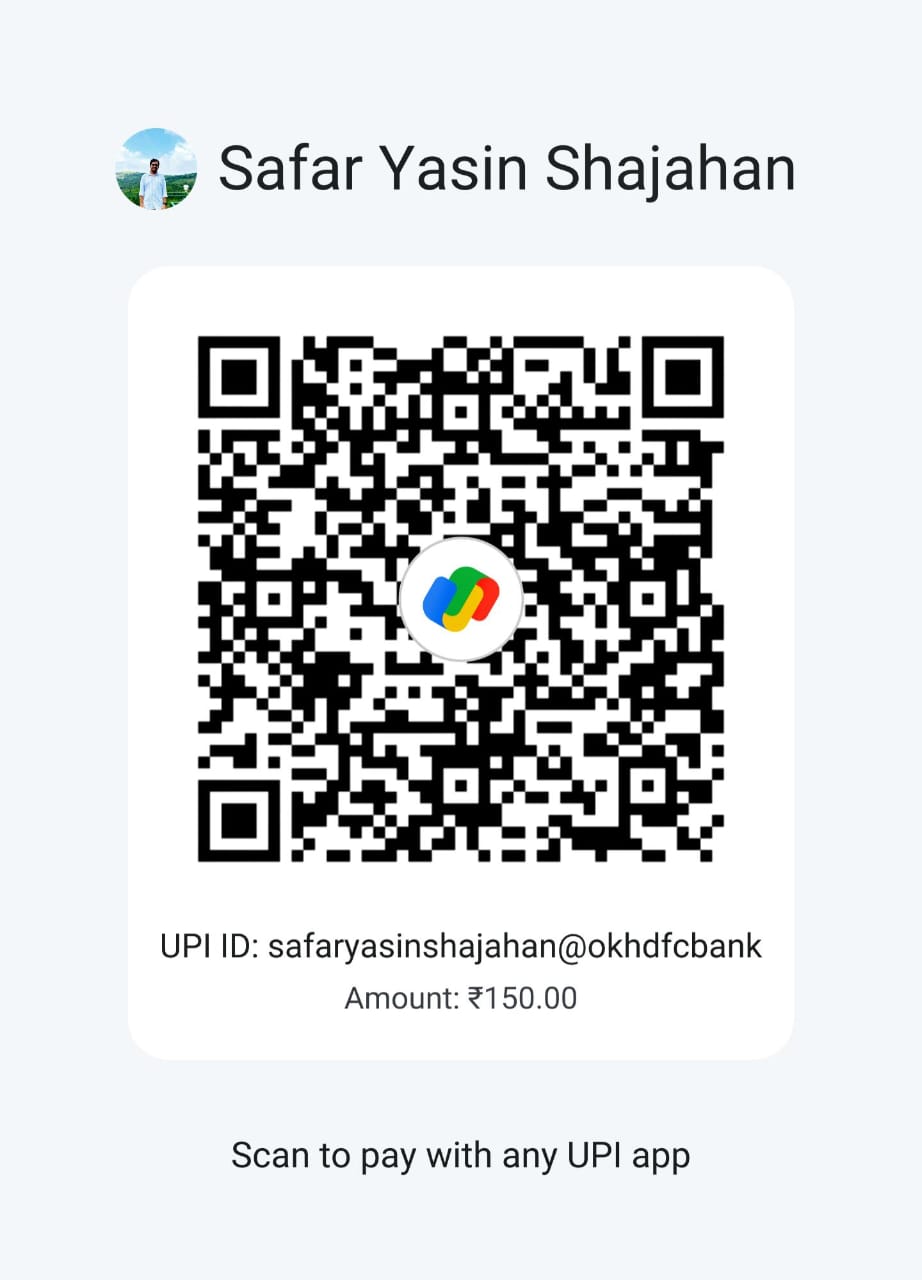 Safar Yasin Shajahan
UPI ID: safaryasinshajahan@okhdfcbank
Amount: ₹150.00
Scan to pay with any UPI app